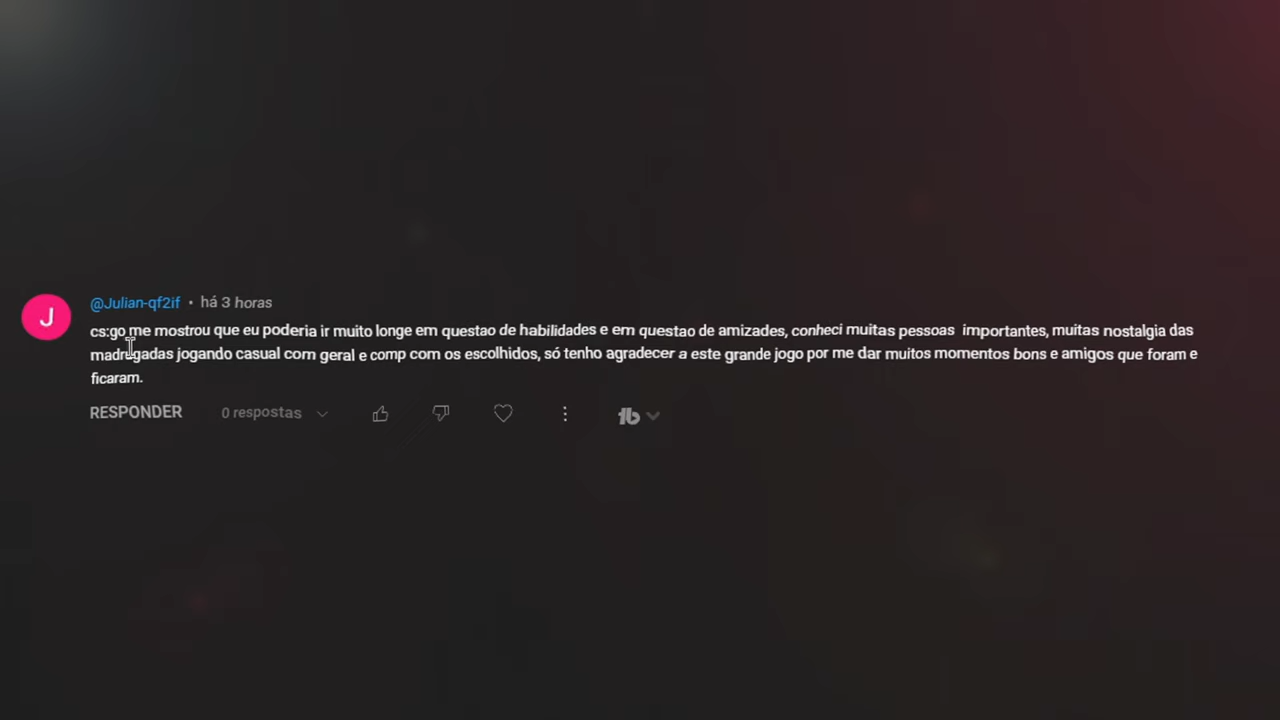 J
@Julian-qf2if • há 3 horas
cs:go me mostrou que eu poderia ir muito longe em questao de habilidades e em questao de amizades, conheci muitas pessoas  importantes, muitas nostalgia das
madrugadas jogando casual com geral e comp com os escolhidos, só tenho agradecer a este grande jogo por me dar muitos momentos bons e amigos que foram e
ficaram.
RESPONDER 0 respostas